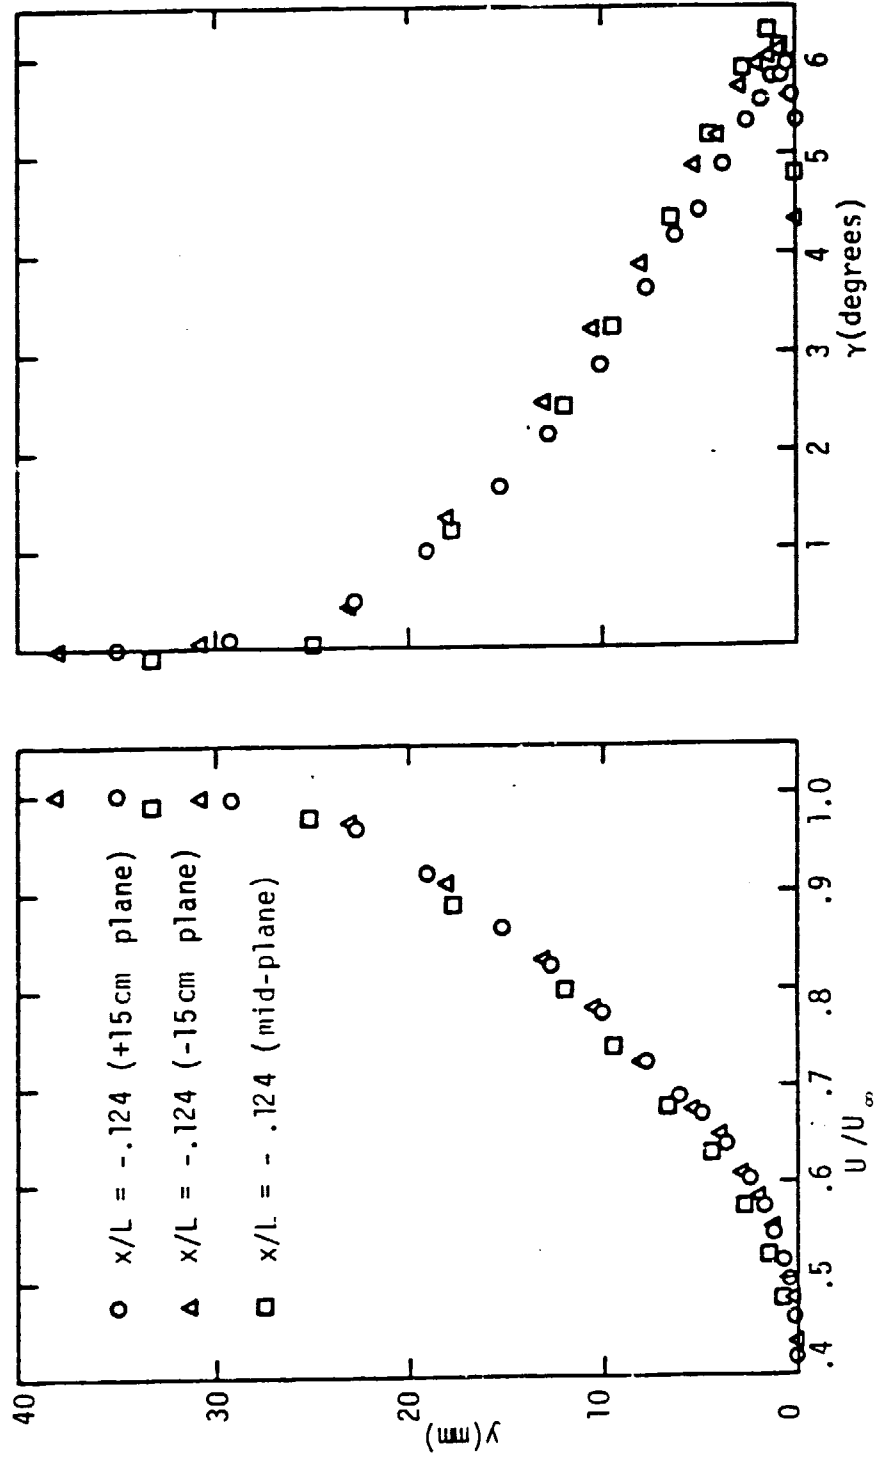 40
30
20
10
0
y(mm)
O x/L = -.124 (+15cm plane)
Δ x/L = -.124 (-15cm plane)
□ x/L = - .124 (mid-plane)
.4 .5 .6 .7 .8 .9 1.0
U/U∞
1 2 3 4 5 6
γ(degrees)